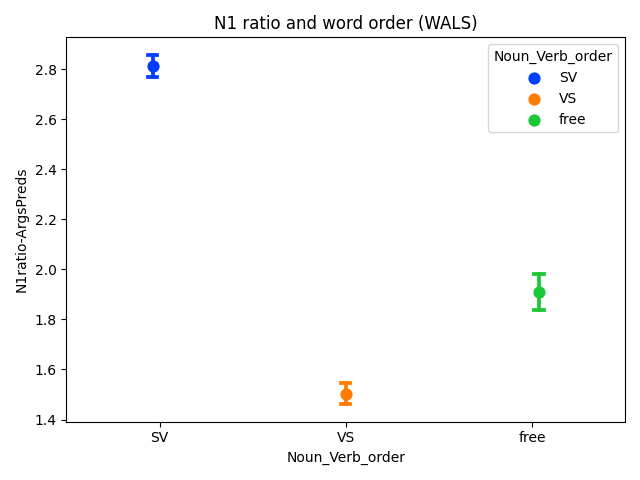 N1 ratio and word order (WALS)
Noun_Verb_order
SV
VS
free
2.8
2.6
2.4
2.2
2.0
1.8
1.6
1.4
N1ratio-ArgsPreds
SV VS free
Noun_Verb_order